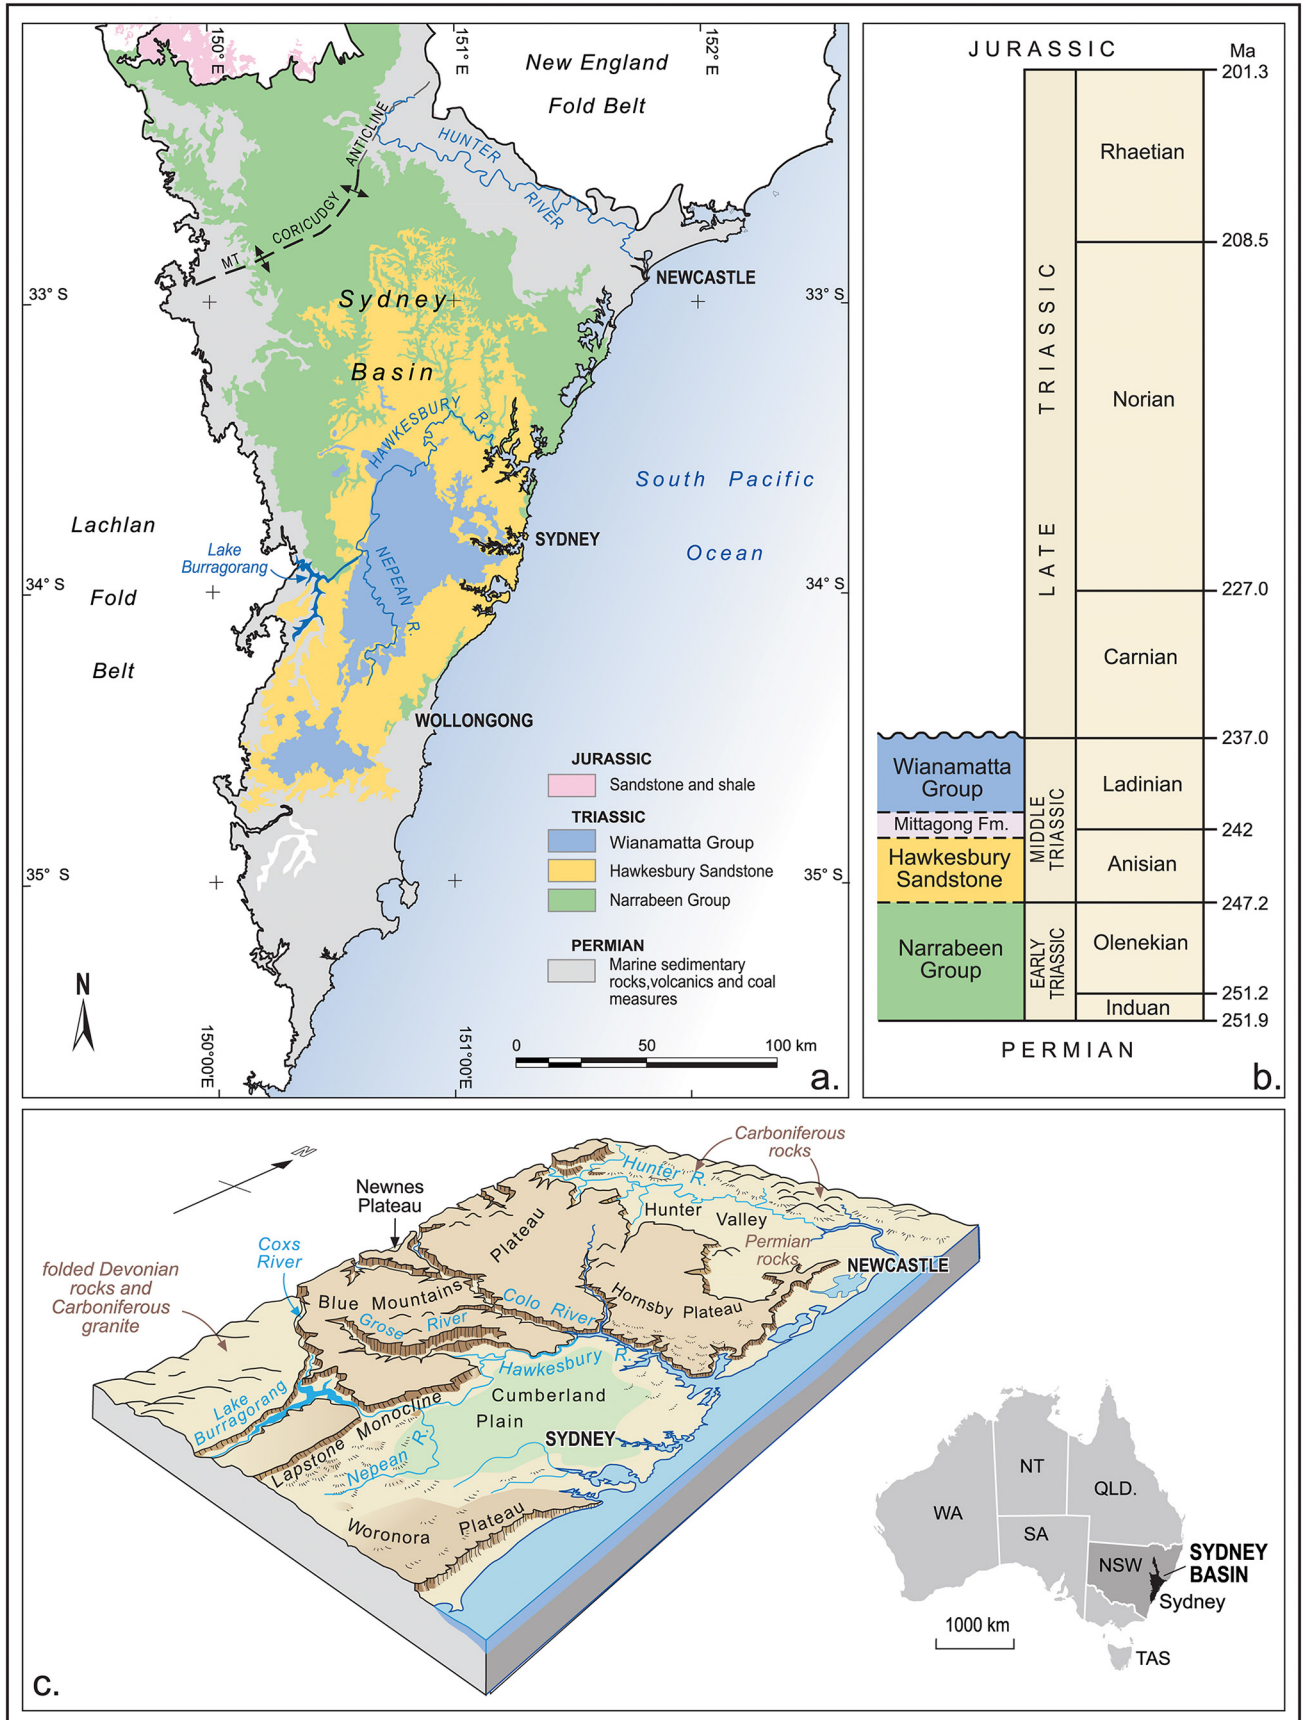 150° E
151° E
152° E
New England
Fold Belt
HUNTER
RIVER
ANTICLINE
CORICUDGY
MT
NEWCASTLE
33° S
33° S
Sydney
Basin
HAWKESBURY R.
South Pacific
Ocean
Lachlan
Fold
Belt
Lake
Burragorang
NEPEAN R.
SYDNEY
34° S
34° S
WOLLONGONG
35° S
35° S
JURASSIC
Sandstone and shale
TRIASSIC
Wianamatta Group
Hawkesbury Sandstone
Narrabeen Group
PERMIAN
Marine sedimentary
rocks,volcanics and coal
measures
N
150°00'E
151°00'E
0 50 100 km
a.
JURASSIC
Ma
201.3
Rhaetian
208.5
LATE TRIASSIC
Norian
227.0
Carnian
237.0
Wianamatta
Group
Ladinian
Mittagong Fm.
MIDDLE
TRIASSIC
242
Hawkesbury
Sandstone
Anisian
247.2
Narrabeen
Group
EARLY
TRIASSIC
Olenekian
251.2
Induan
251.9
PERMIAN
b.
N
Carboniferous
rocks
Hunter R.
Newnes
Plateau
Plateau
Hunter Valley
Permian
rocks
NEWCASTLE
Coxs
River
folded Devonian
rocks and
Carboniferous
granite
Blue Mountains
Grose River
Colo River
Hornsby Plateau
Hawkesbury R.
Lake
Burragorang
Cumberland
Plain
Lapstone Monocline
SYDNEY
Nepean R.
Woronora Plateau
c.
WA
NT
QLD.
SA
NSW
SYDNEY
BASIN
Sydney
1000 km
TAS